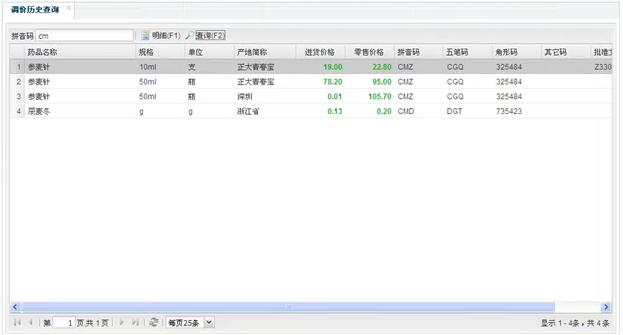 调价历史查询
拼音码 cm 明细(F1) 查询(F2)
药品名称 规格 单位 产地简称 进货价格 零售价格 拼音码 五笔码 角形码 其它码 批准文
1 参麦针 10ml 支 正大青春宝 19.00 22.80 CMZ CGQ 325484 Z330
2 参麦针 50ml 瓶 正大青春宝 78.20 95.00 CMZ CGQ 325484
3 参麦针 50ml 瓶 深圳 0.01 105.70 CMZ CGQ 325484
4 辰麦冬 g g 浙江省 0.13 0.20 CMD DGT 735423
第 1 页,共 1 页 每页25条 显示 1 - 4条，共 4 条